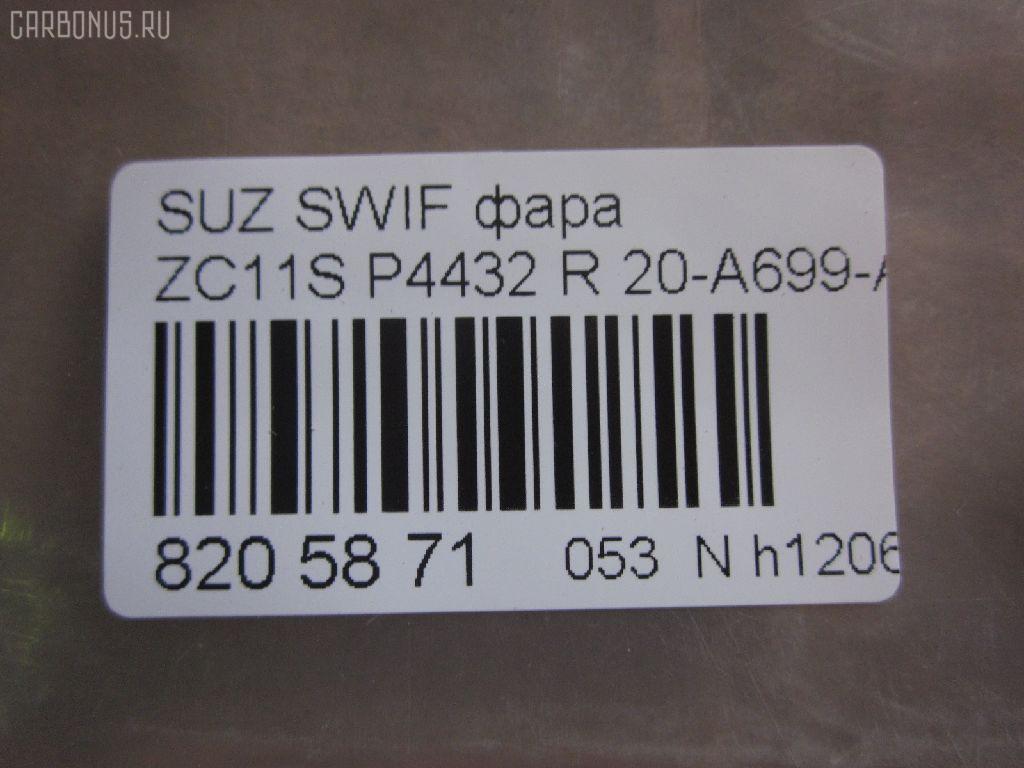 CARBONUS.RU
SUZ SWIF фара
ZC11S P4432 R 20-A699-A
820 58 71 053 N h1206